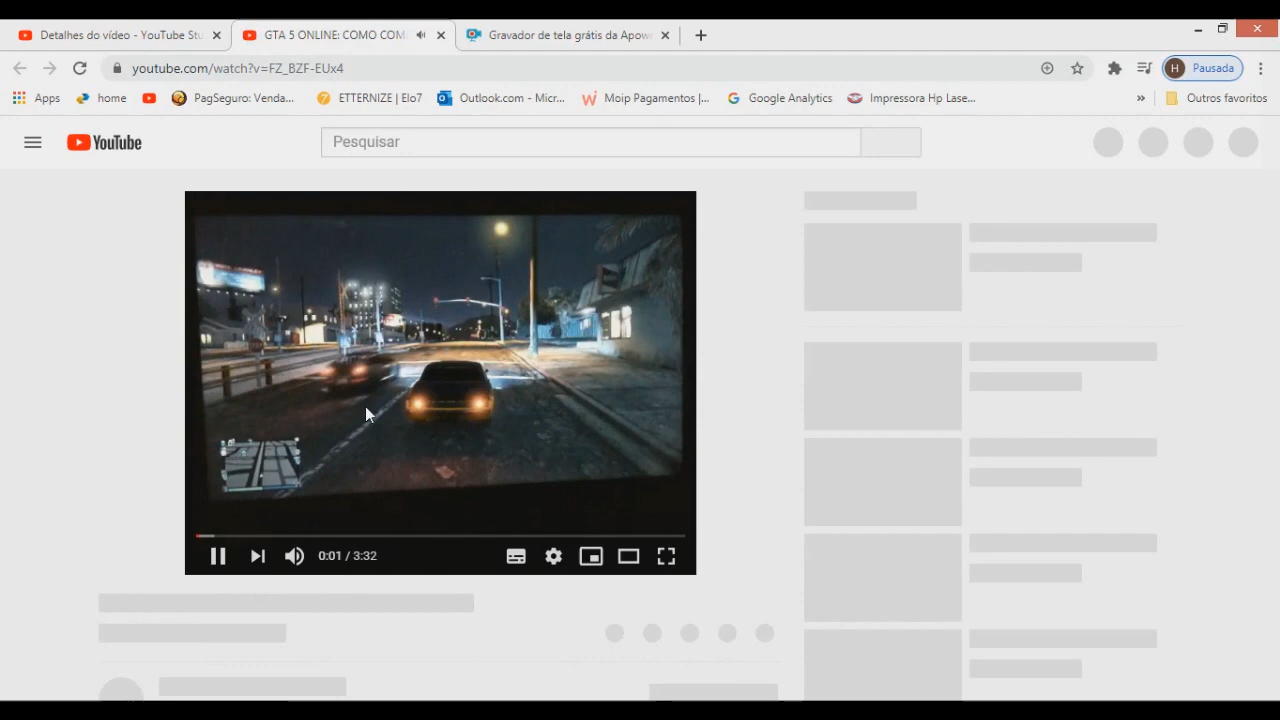 Detalhes do vídeo - YouTube Stu
GTA 5 ONLINE: COMO COM
Gravador de tela grátis da Apowe
youtube.com/watch?v=FZ_BZF-EUx4
H Pausada
Apps
home
PagSeguro: Venda...
ETTERNIZE | Elo7
Outlook.com - Micr...
Moip Pagamentos |...
Google Analytics
Impressora Hp Lase...
»
Outros favoritos
YouTube
Pesquisar
0:01 / 3:32